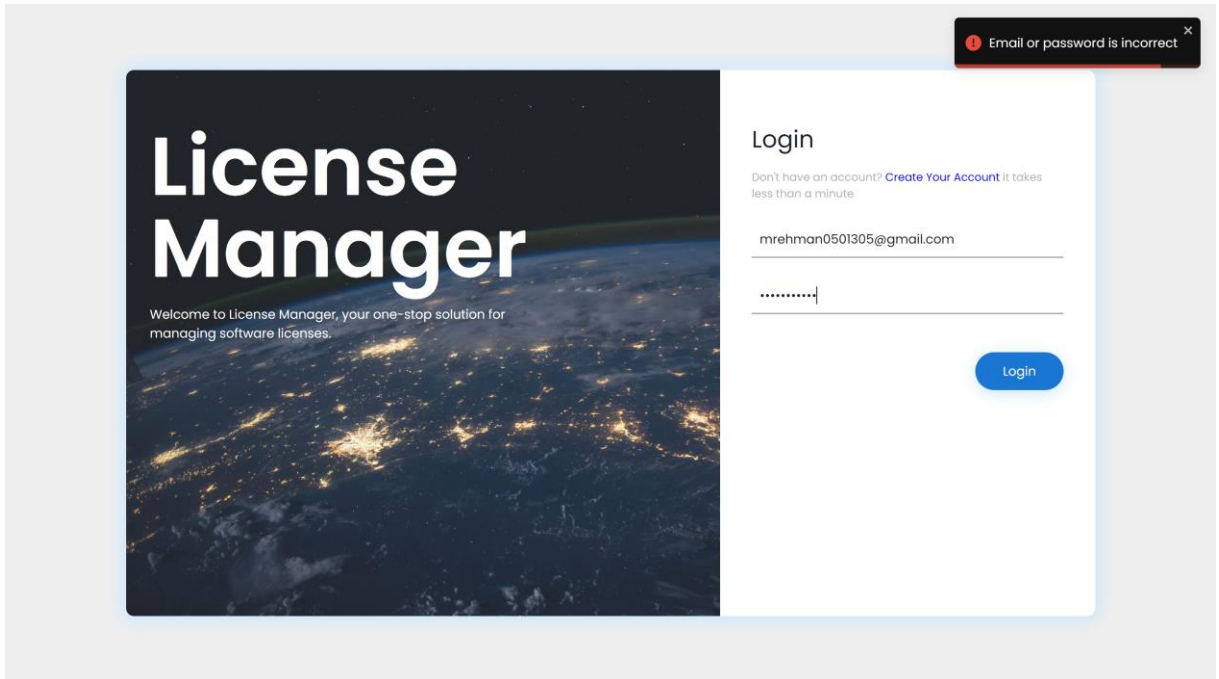 Email or password is incorrect
License
Manager
Welcome to License Manager, your one-stop solution for
managing software licenses.
Login
Don't have an account? Create Your Account it takes
less than a minute
mrehman0501305@gmail.com
•••••••••••
Login